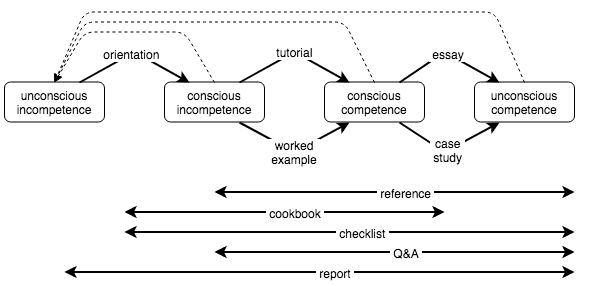 orientation
tutorial
essay
unconscious
incompetence
conscious
incompetence
conscious
competence
unconscious
competence
worked
example
case
study
reference
cookbook
checklist
Q&A
report